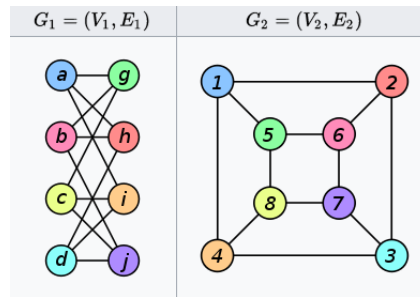 G₁ = (V₁, E₁) G₂ = (V₂, E₂)
a g 1 2
b h 5 6
c i 8 7
d j 4 3